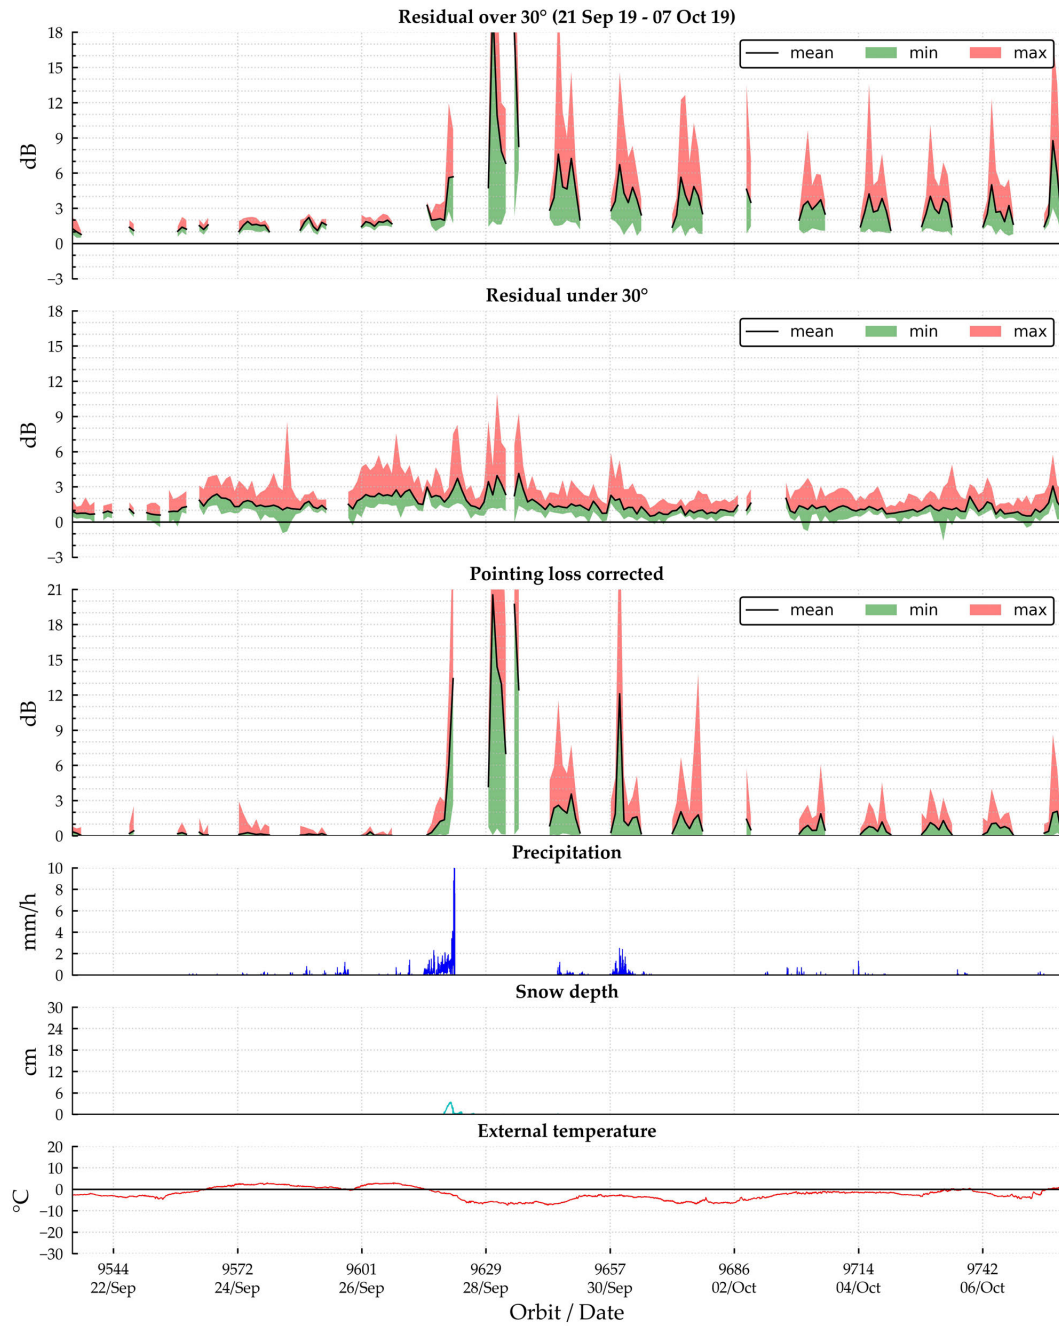 Residual over 30° (21 Sep 19 - 07 Oct 19)
18
15
12
9
6
3
0
−3
dB
mean min max
Residual under 30°
18
15
12
9
6
3
0
−3
dB
mean min max
Pointing loss corrected
21
18
15
12
9
6
3
0
dB
mean min max
Precipitation
10
8
6
4
2
0
mm/h
Snow depth
30
24
18
12
6
0
cm
External temperature
20
10
0
−10
−20
−30
°C
9544 9572 9601 9629 9657 9686 9714 9742
22/Sep 24/Sep 26/Sep 28/Sep 30/Sep 02/Oct 04/Oct 06/Oct
Orbit / Date